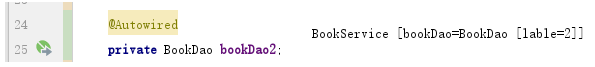 24 @Autowired
BookService [bookDao=BookDao [lable=2]]
25 private BookDao bookDao2;